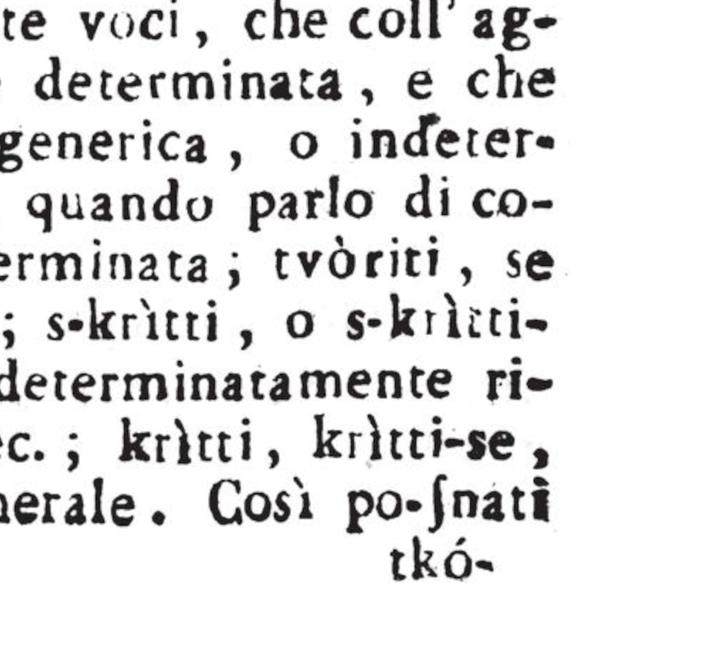 te voci, che coll' ag-
determinata, e che
generica, o indeter-
quando parlo di co-
erminata; tvòriti, se
; s-krìtti, o s-krìtti-
determinatamente ri-
ec.; krìtti, krìtti-se,
nerale. Così po-ſnáti
tkó-